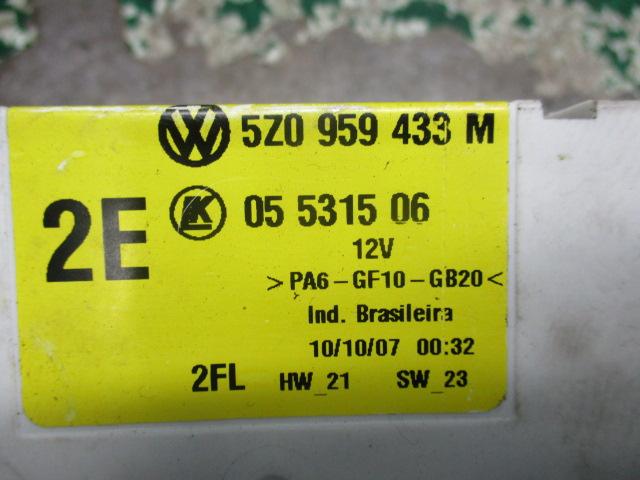 VW 5Z0 959 433 M
2E
K 05 5315 06
12V
>PA6-GF10-GB20<
Ind. Brasileira
10/10/07 00:32
2FL HW_21 SW_23